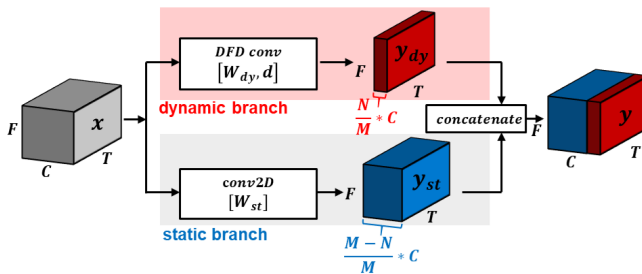 DFD conv
[W_dy, d]
dynamic branch
F
y_dy
T
N/M * C
F
x
C
T
concatenate
F
y
C
T
conv2D
[W_st]
static branch
F
y_st
T
M − N/M * C